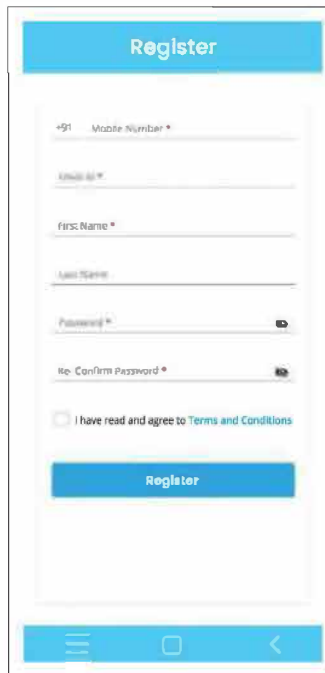 Register
+91 Mobile Number *
Email Id *
First Name *
Last Name
Password *
Re- Confirm Password *
I have read and agree to Terms and Conditions
Register